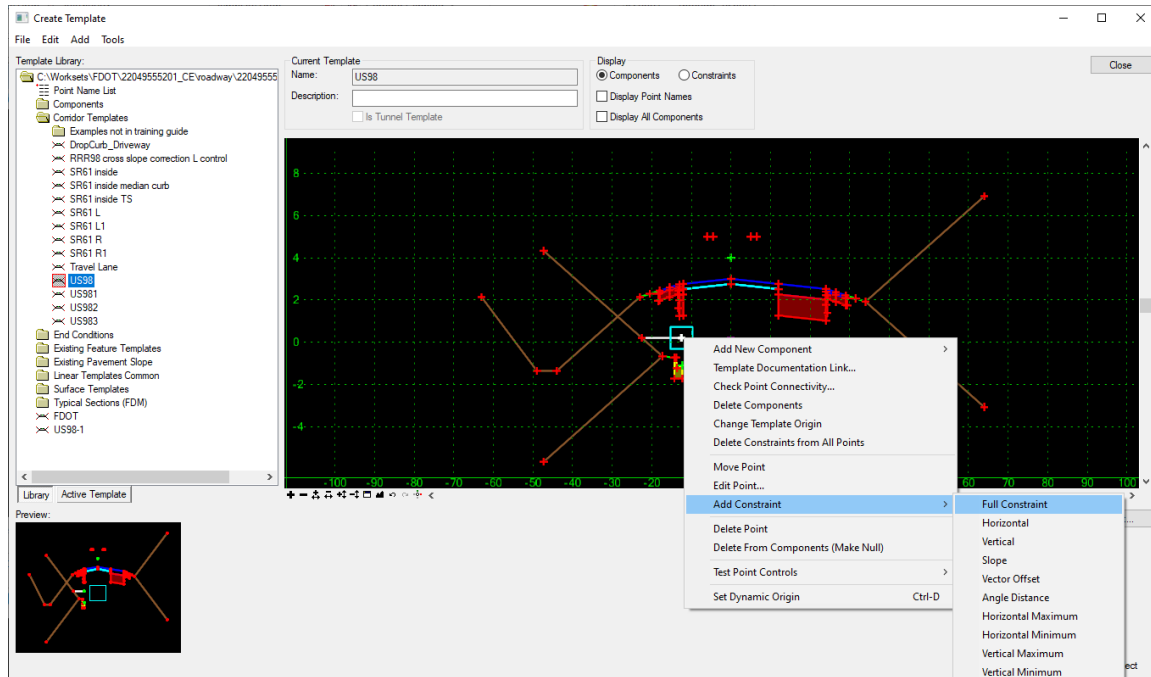 Create Template
File Edit Add Tools
Template Library:
C:\Worksets\FDOT\22049555201_CE\roadway\22049555
Point Name List
Components
Corridor Templates
Examples not in training guide
DropCurb_Driveway
RRR98 cross slope correction L control
SR61 inside
SR61 inside median curb
SR61 inside TS
SR61 L
SR61 L1
SR61 R
SR61 R1
Travel Lane
US98
US981
US982
US983
End Conditions
Existing Feature Templates
Existing Pavement Slope
Linear Templates Common
Surface Templates
Typical Sections (FDM)
FDOT
US98-1
Library Active Template
Preview:
Current Template
Name: US98
Description:
Is Tunnel Template
Display
Components Constraints
Display Point Names
Display All Components
Close
8
6
4
2
0
-2
-4
-100 -90 -80 -70 -60 -50 -40 -30 -20 60 70 80 90 100
Add New Component
Template Documentation Link...
Check Point Connectivity...
Delete Components
Change Template Origin
Delete Constraints from All Points
Move Point
Edit Point...
Add Constraint
Delete Point
Delete From Components (Make Null)
Test Point Controls
Set Dynamic Origin Ctrl-D
Full Constraint
Horizontal
Vertical
Slope
Vector Offset
Angle Distance
Horizontal Maximum
Horizontal Minimum
Vertical Maximum
Vertical Minimum
...
ect